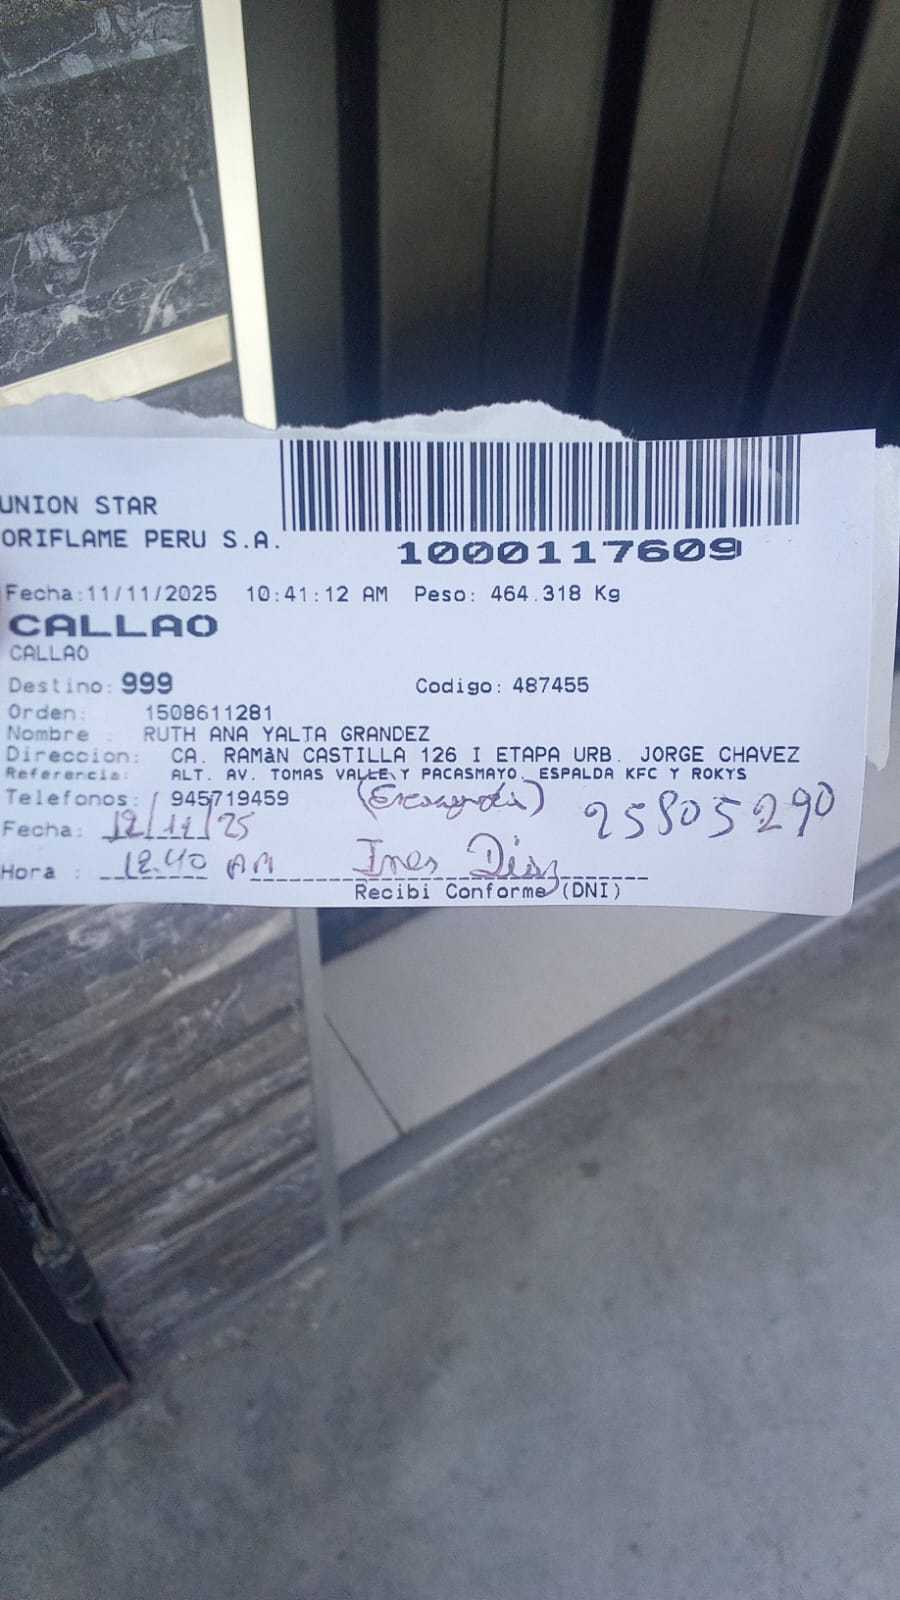 UNION STAR
ORIFLAME PERU S.A.
1000117609
Fecha:11/11/2025 10:41:12 AM Peso: 464.318 Kg
CALLAO
CALLAO
Destino: 999 Codigo: 487455
Orden: 1508611281
Nombre : RUTH ANA YALTA GRANDEZ
Direccion: CA. RAMàN CASTILLA 126 I ETAPA URB. JORGE CHAVEZ
Referencia: ALT. AV. TOMAS VALLE Y PACASMAYO. ESPALDA KFC Y ROKYS
Telefonos: 945719459
Fecha: 12/11/25 25805290
Hora : 12.40 AM Ines Diaz
Recibi Conforme (DNI)